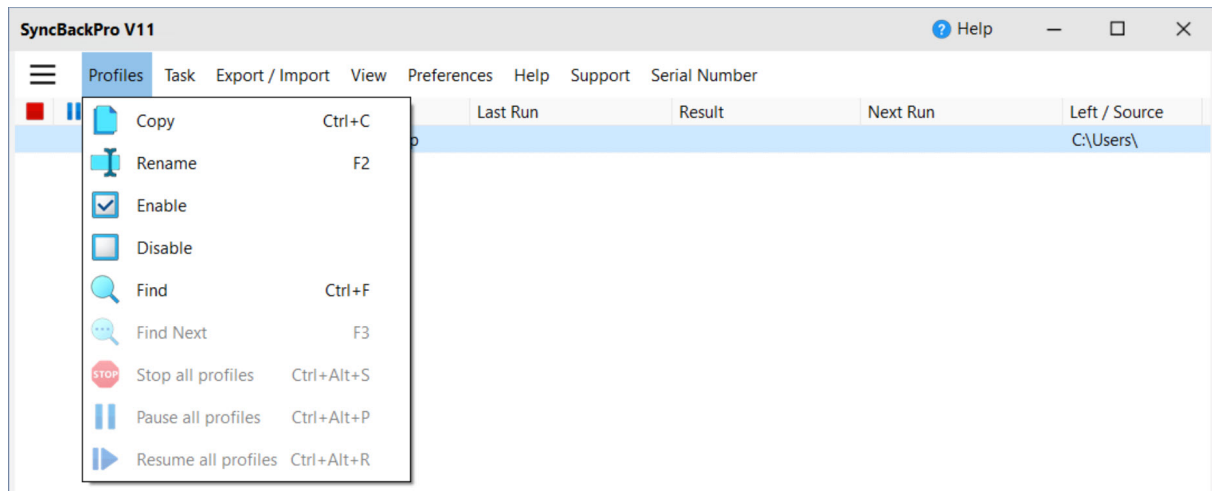 SyncBackPro V11
? Help
Profiles Task Export / Import View Preferences Help Support Serial Number
Last Run Result Next Run Left / Source
C:\Users\
Copy Ctrl+C
Rename F2
Enable
Disable
Find Ctrl+F
Find Next F3
STOP Stop all profiles Ctrl+Alt+S
Pause all profiles Ctrl+Alt+P
Resume all profiles Ctrl+Alt+R